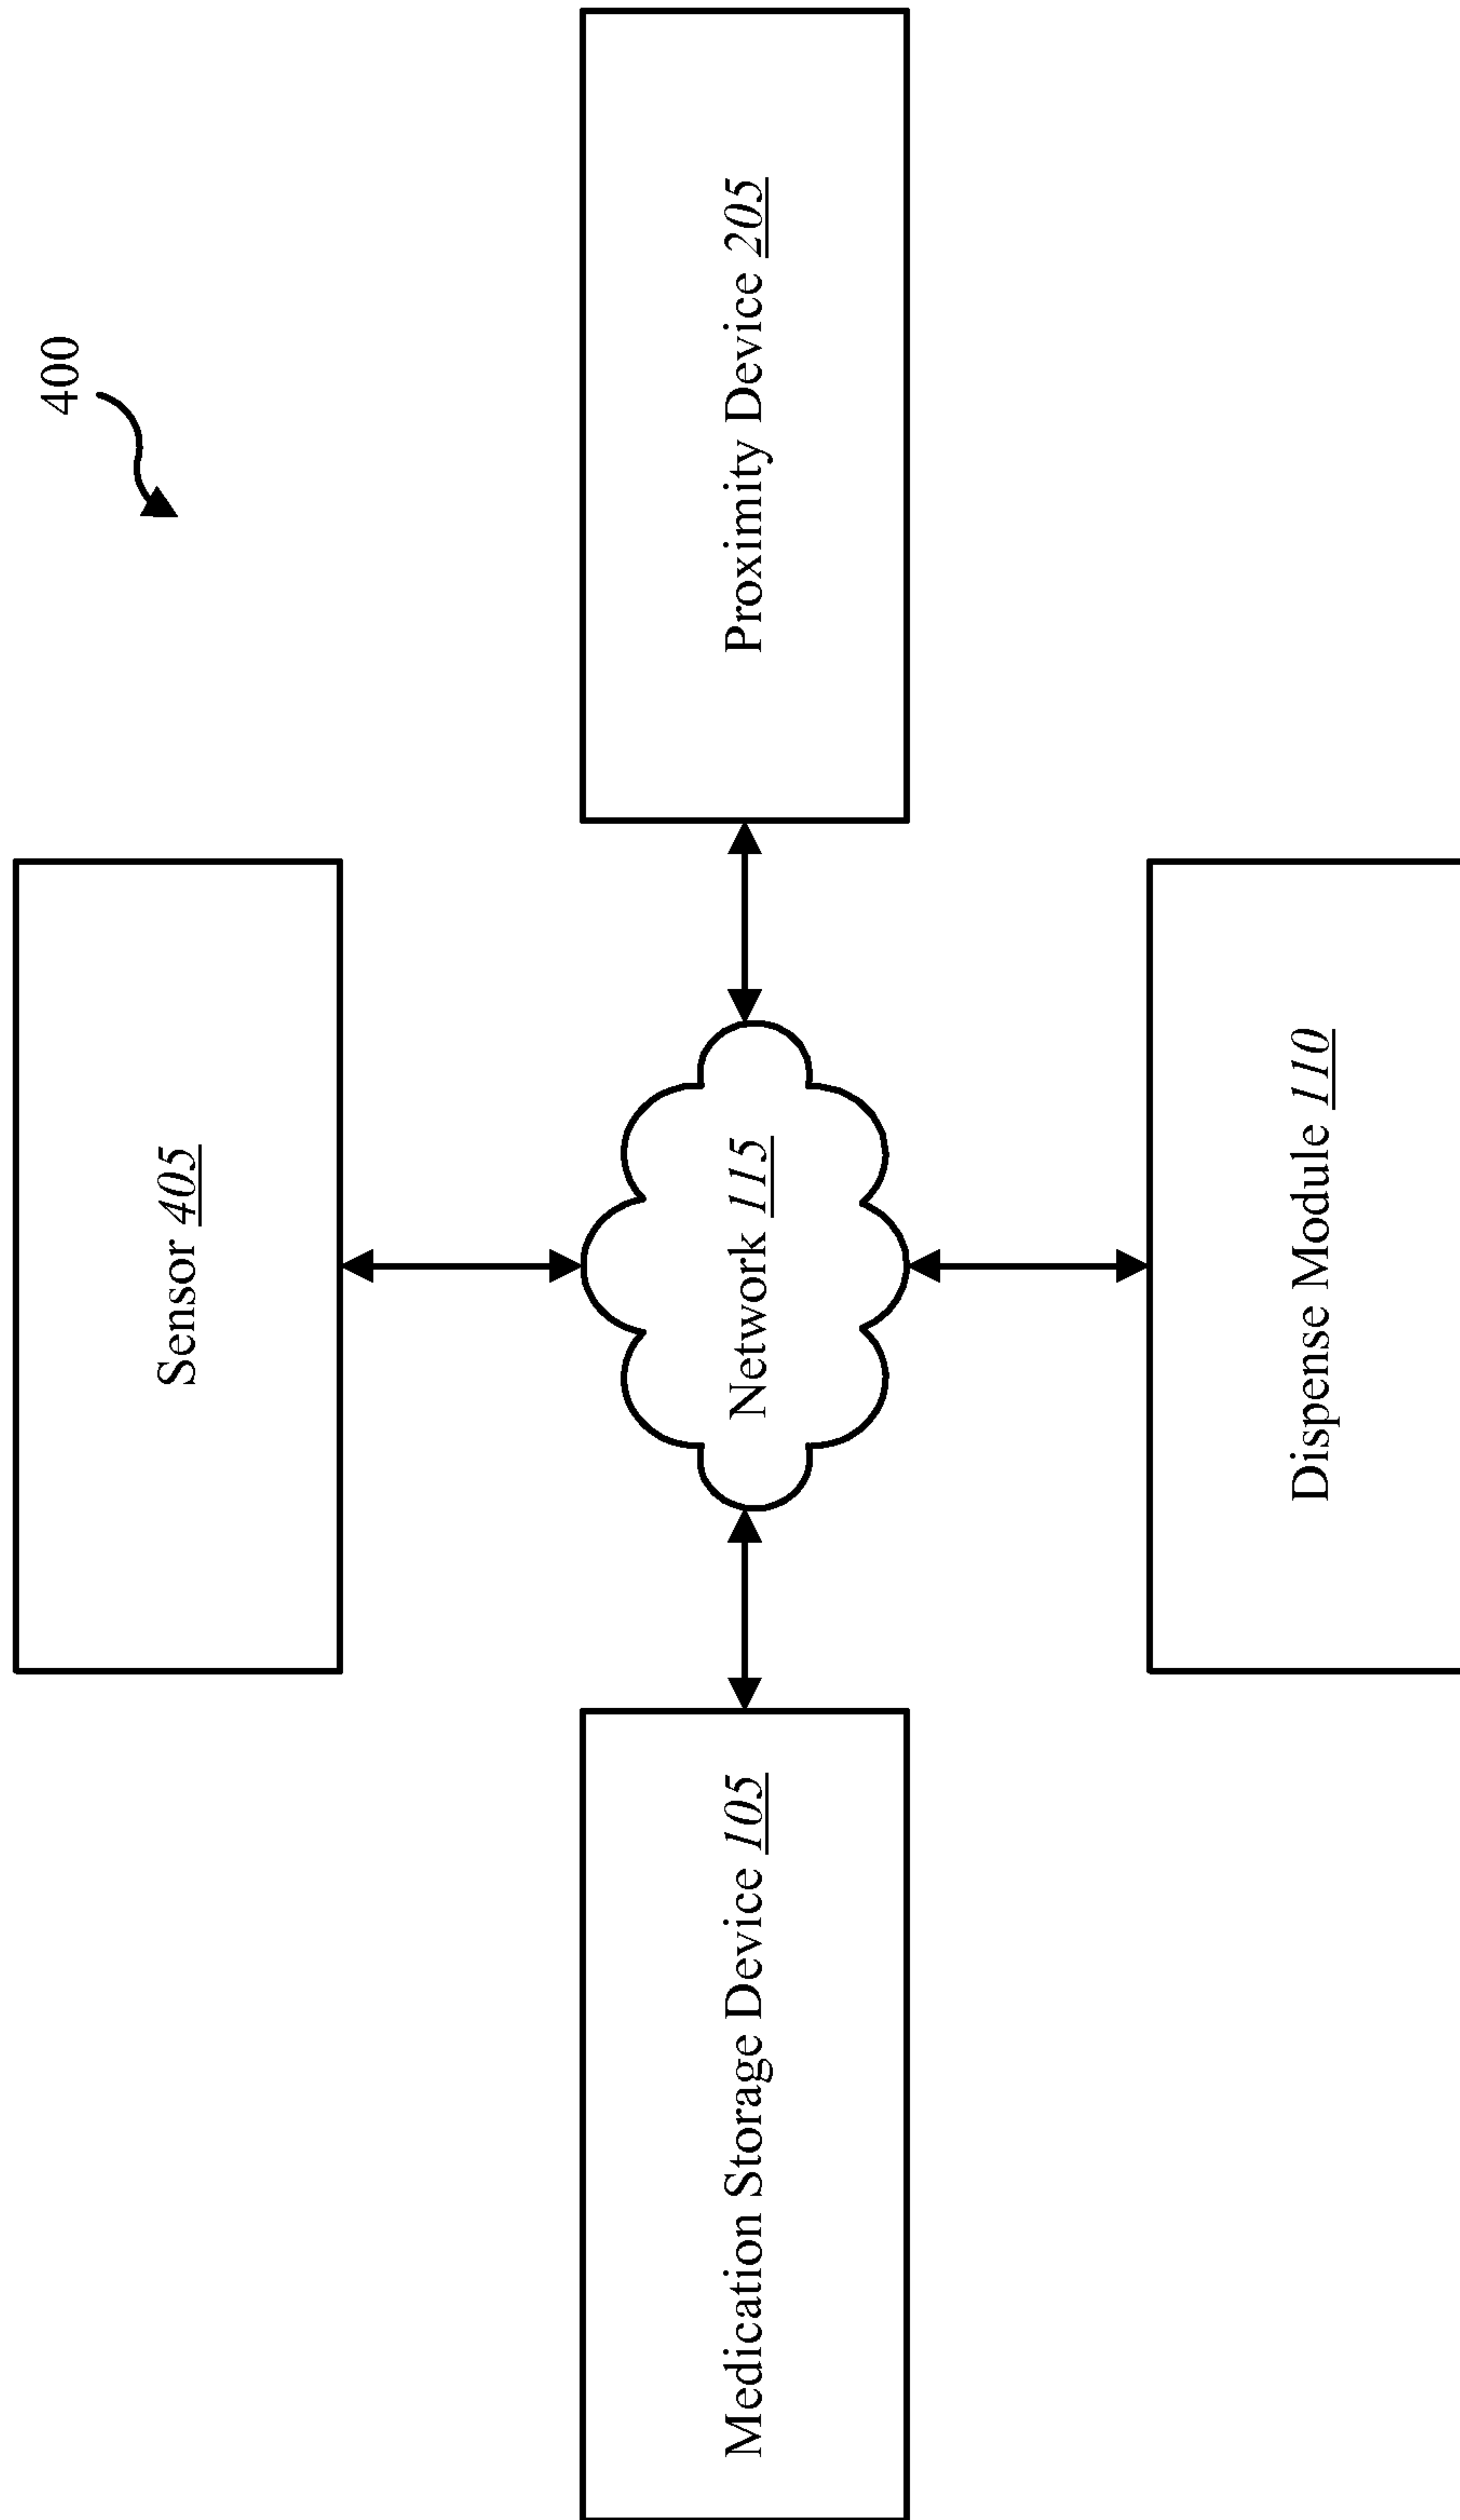 400
Sensor 405
Medication Storage Device 105
Network 115
Proximity Device 205
Dispense Module 110